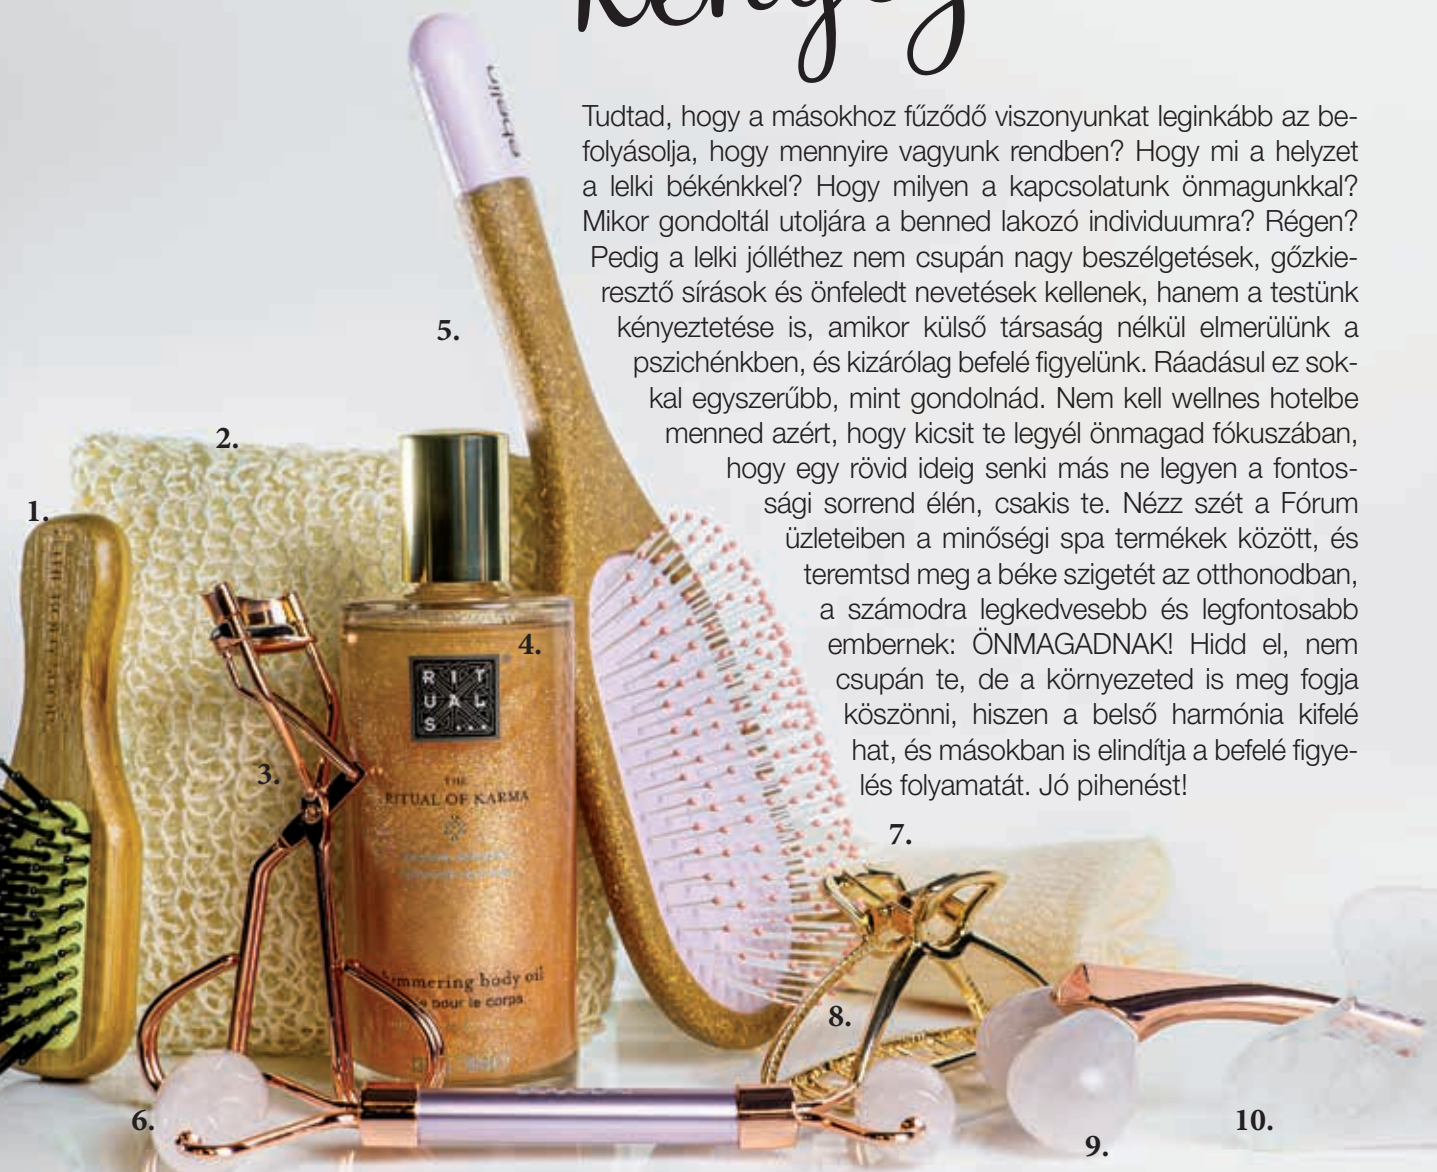 Tudtad, hogy a másokhoz fűződő viszonyunkat leginkább az be-
folyásolja, hogy mennyire vagyunk rendben? Hogy mi a helyzet
a lelki békénkkel? Hogy milyen a kapcsolatunk önmagunkkal?
Mikor gondoltál utoljára a benned lakozó individuumra? Régen?
Pedig a lelki jólléthez nem csupán nagy beszélgetések, gőzkie-
resztő sírások és önfeledt nevetések kellenek, hanem a testünk
kényeztetése is, amikor külső társaság nélkül elmerülünk a
pszichénkben, és kizárólag befelé figyelünk. Ráadásul ez sok-
kal egyszerűbb, mint gondolnád. Nem kell wellnes hotelbe
menned azért, hogy kicsit te legyél önmagad fókuszában,
hogy egy rövid ideig senki más ne legyen a fontos-
sági sorrend élén, csakis te. Nézz szét a Fórum
üzleteiben a minőségi spa termékek között, és
teremtsd meg a béke szigetét az otthonodban,
a számodra legkedvesebb és legfontosabb
embernek: ÖNMAGADNAK! Hidd el, nem
csupán te, de a környezeted is meg fogja
köszönni, hiszen a belső harmónia kifelé
hat, és másokban is elindítja a befelé figye-
lés folyamatát. Jó pihenést!
ebelin
5.
2.
1.
4.
RIT
UAL
S...
3.
THE
RITUAL OF KARMA
body oil
pour le corps
7.
8.
6.
9.
10.